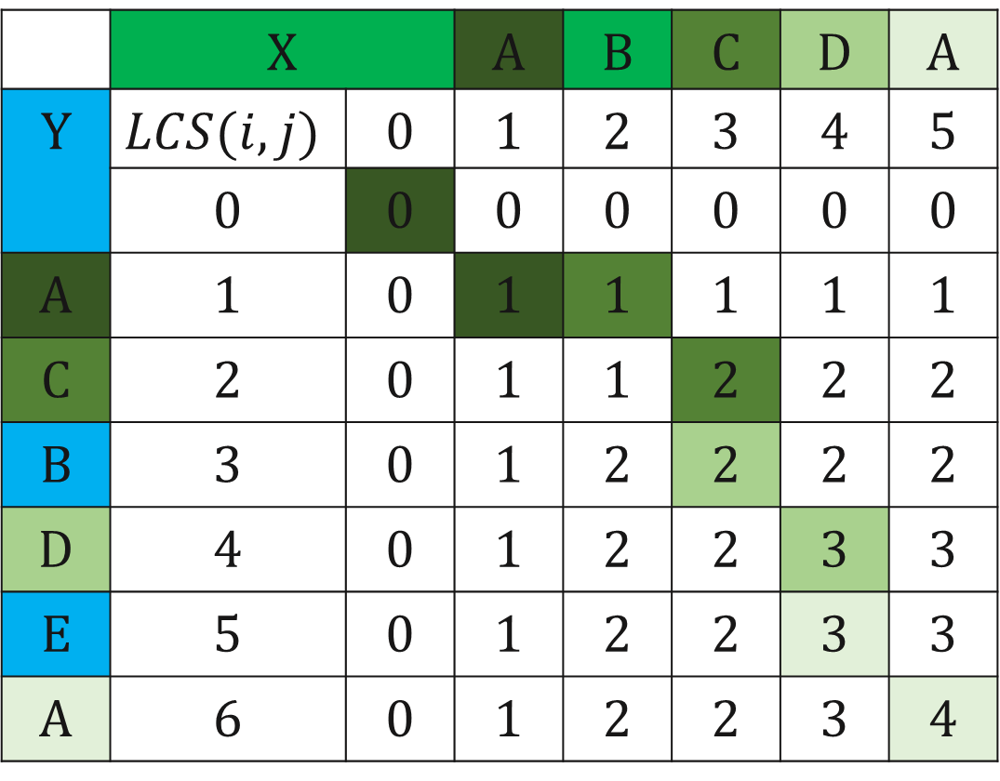 X A B C D A
Y LCS(i, j) 0 1 2 3 4 5
0 0 0 0 0 0 0
A 1 0 1 1 1 1 1
C 2 0 1 1 2 2 2
B 3 0 1 2 2 2 2
D 4 0 1 2 2 3 3
E 5 0 1 2 2 3 3
A 6 0 1 2 2 3 4